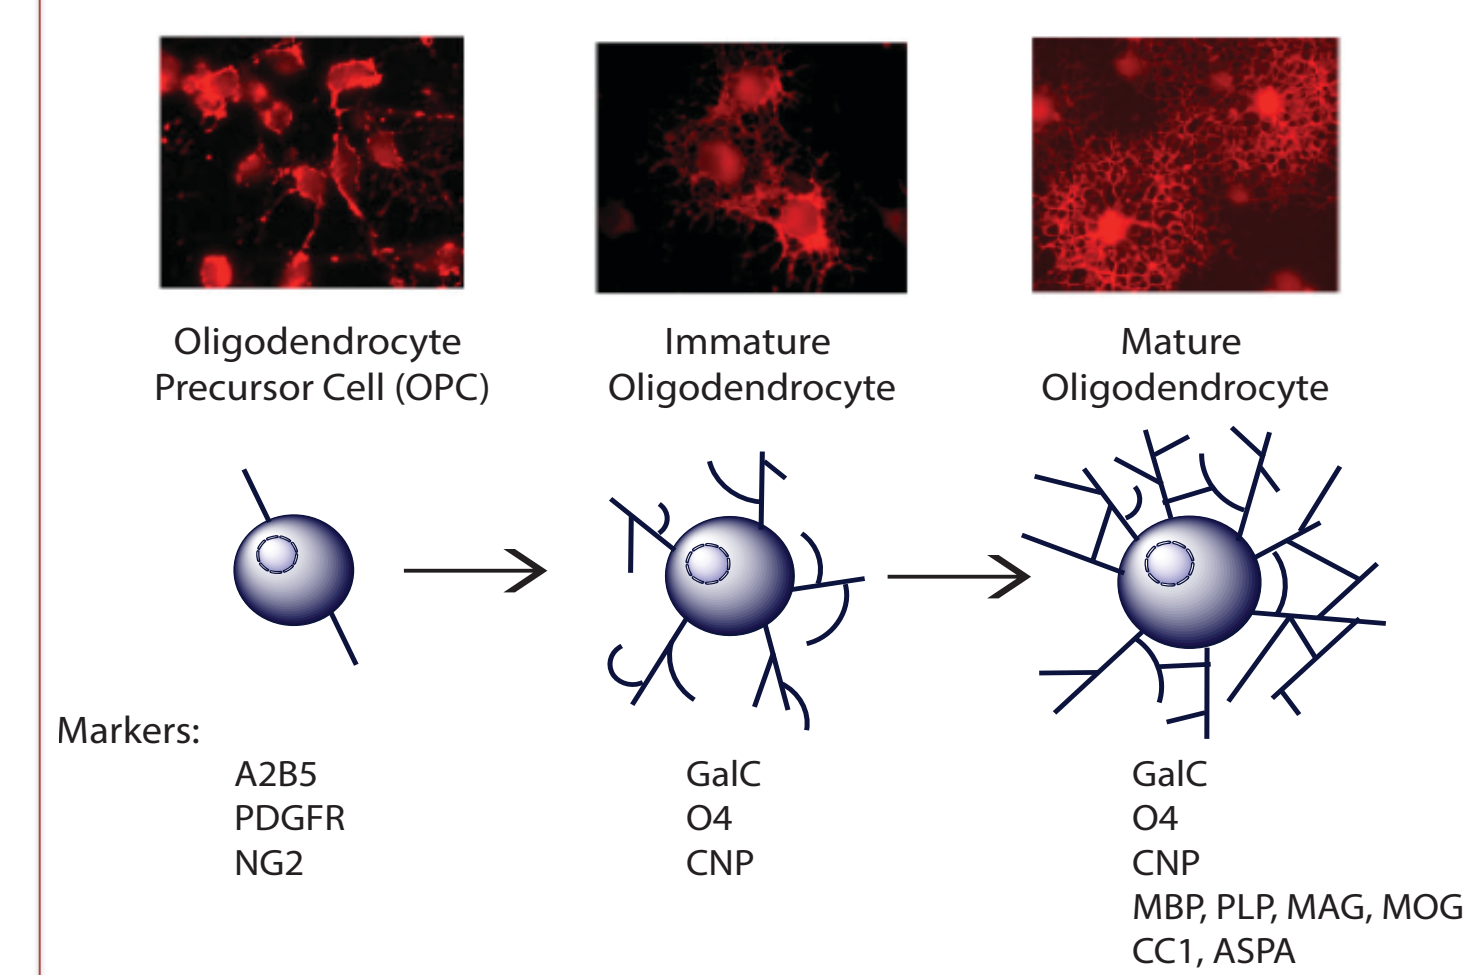 Oligodendrocyte
Precursor Cell (OPC)
Immature
Oligodendrocyte
Mature
Oligodendrocyte
Markers:
A2B5
PDGFR
NG2
GalC
O4
CNP
GalC
O4
CNP
MBP, PLP, MAG, MOG
CC1, ASPA